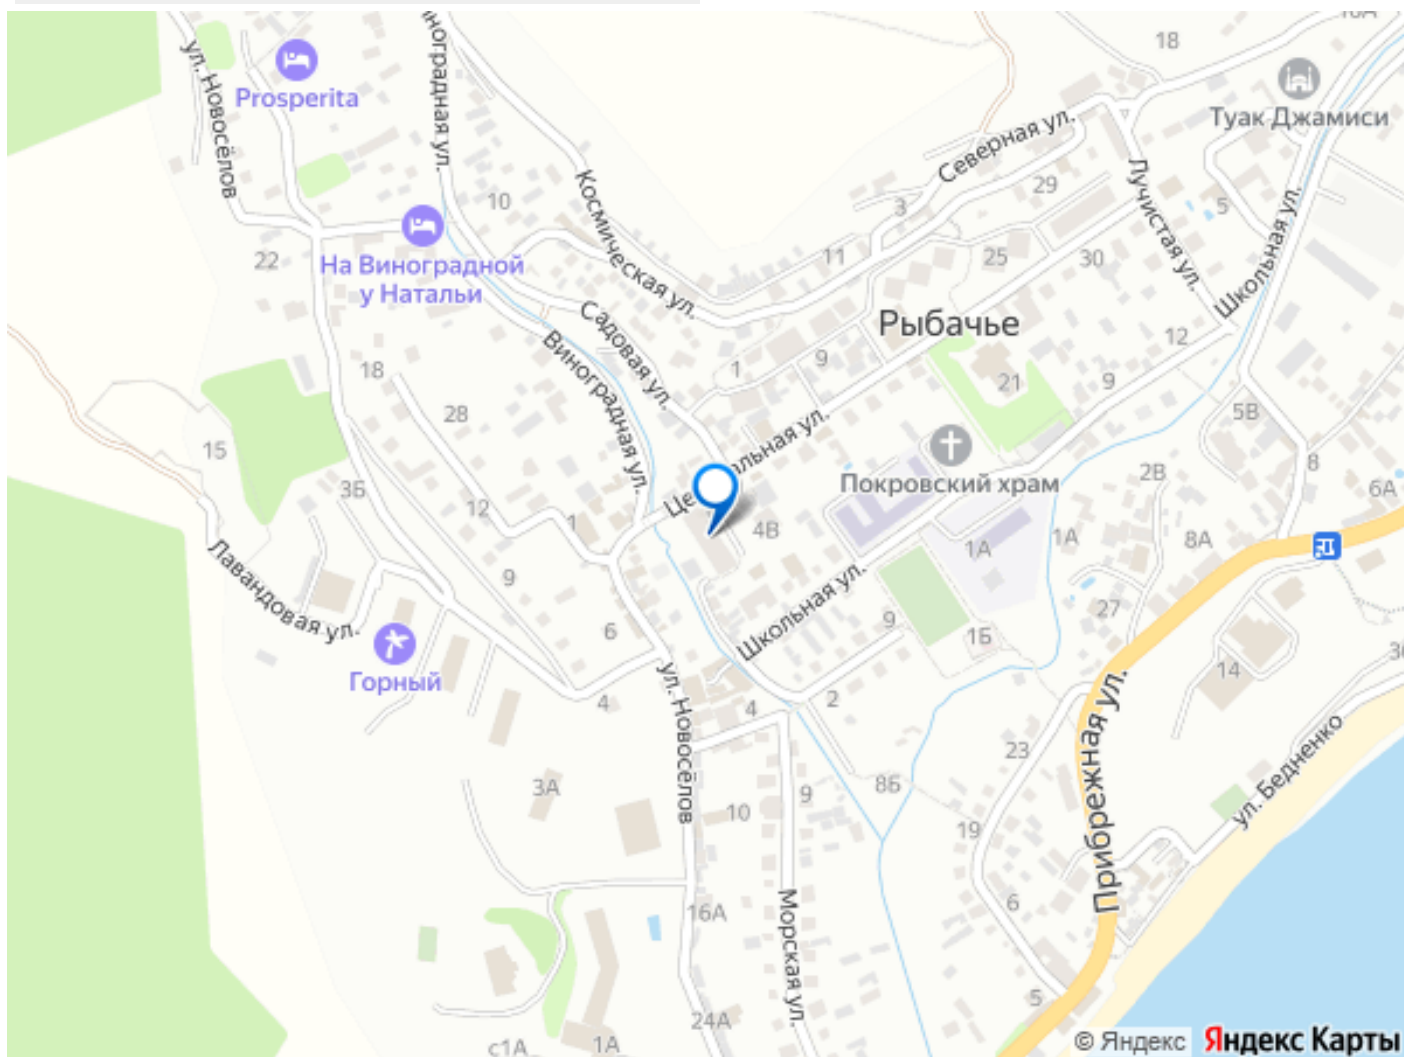 ул. Новосёлов
Prosperita
Виноградная ул.
10
Космическая ул.
18
Туак Джамиси
Северная ул.
29
3
Лучистая ул.
5
Школьная ул.
22
На Виноградной
у Натальи
11
25
30
Садовая ул.
Рыбачье
Виноградная ул.
12
18
1
9
21
9
28
Центральная ул.
5В
15
Покровский храм
8
3Б
2В
6А
12
1
4В
1А
1А
8А
Лавандовая ул.
9
Школьная ул.
27
6
9
1Б
Горный
14
4
ул. Новосёлов
4
2
Прибрежная ул.
23
ул. Бедненко
3А
8Б
9
10
19
16А
Морская ул.
6
5
24А
с1А
1А
© Яндекс Яндекс Карты